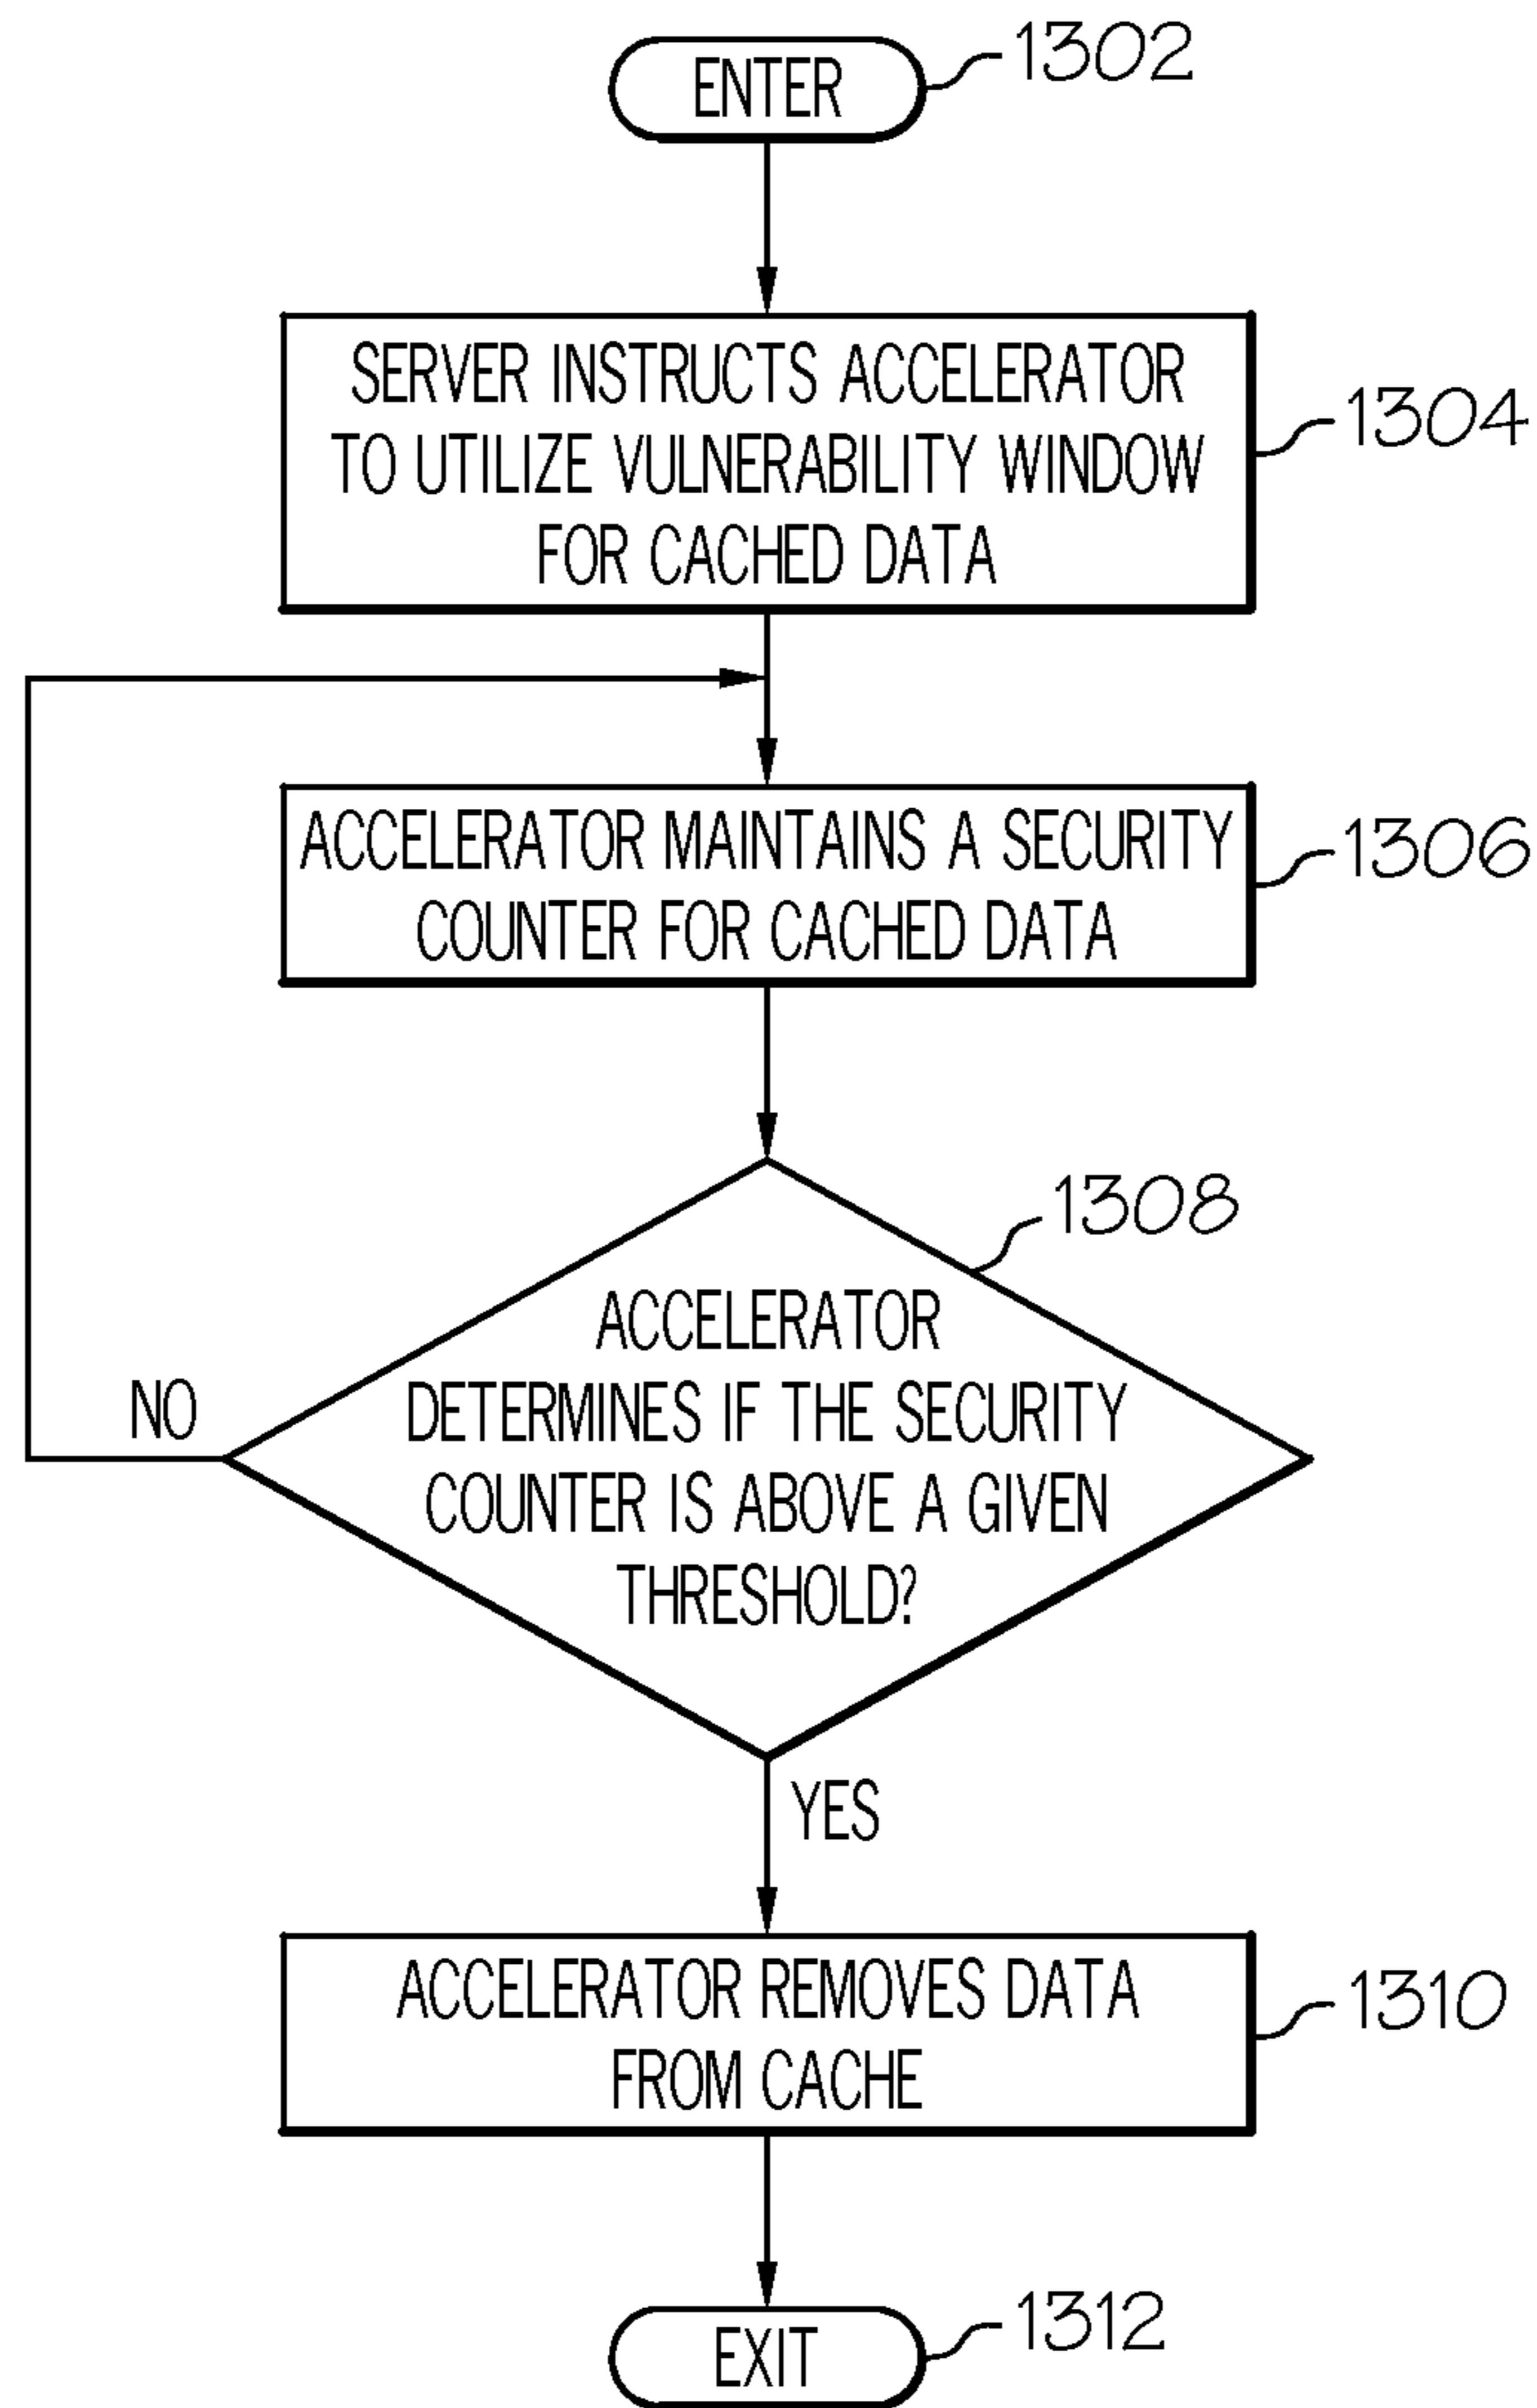 ENTER
1302
SERVER INSTRUCTS ACCELERATOR
TO UTILIZE VULNERABILITY WINDOW
FOR CACHED DATA
1304
ACCELERATOR MAINTAINS A SECURITY
COUNTER FOR CACHED DATA
1306
1308
ACCELERATOR
DETERMINES IF THE SECURITY
COUNTER IS ABOVE A GIVEN
THRESHOLD?
NO
YES
ACCELERATOR REMOVES DATA
FROM CACHE
1310
EXIT
1312